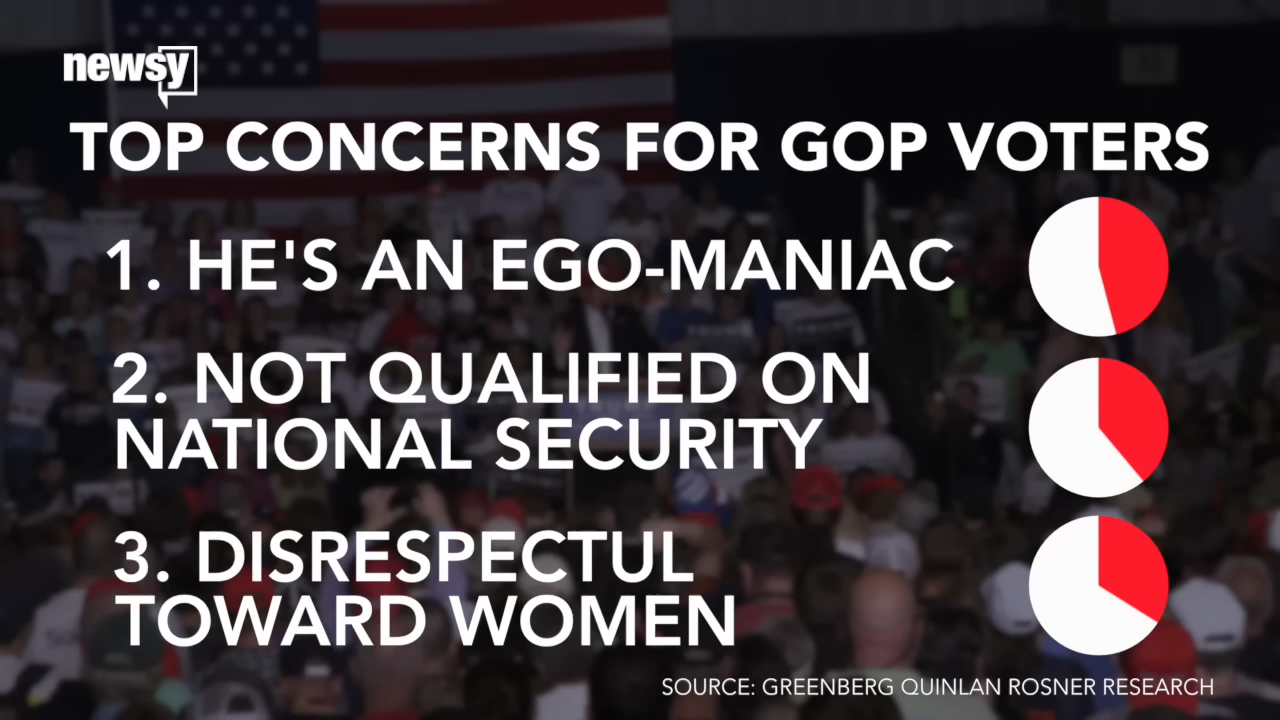 newsy
TOP CONCERNS FOR GOP VOTERS
1. HE'S AN EGO-MANIAC
2. NOT QUALIFIED ON
NATIONAL SECURITY
3. DISRESPECTUL
TOWARD WOMEN
SOURCE: GREENBERG QUINLAN ROSNER RESEARCH